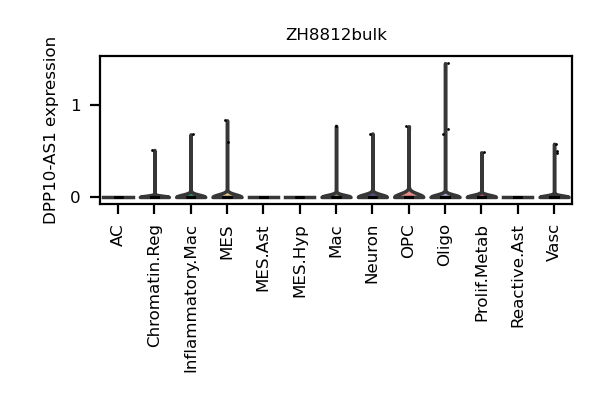 ZH8812bulk
DPP10-AS1 expression
1
0
AC
Chromatin.Reg
Inflammatory.Mac
MES
MES.Ast
MES.Hyp
Mac
Neuron
OPC
Oligo
Prolif.Metab
Reactive.Ast
Vasc